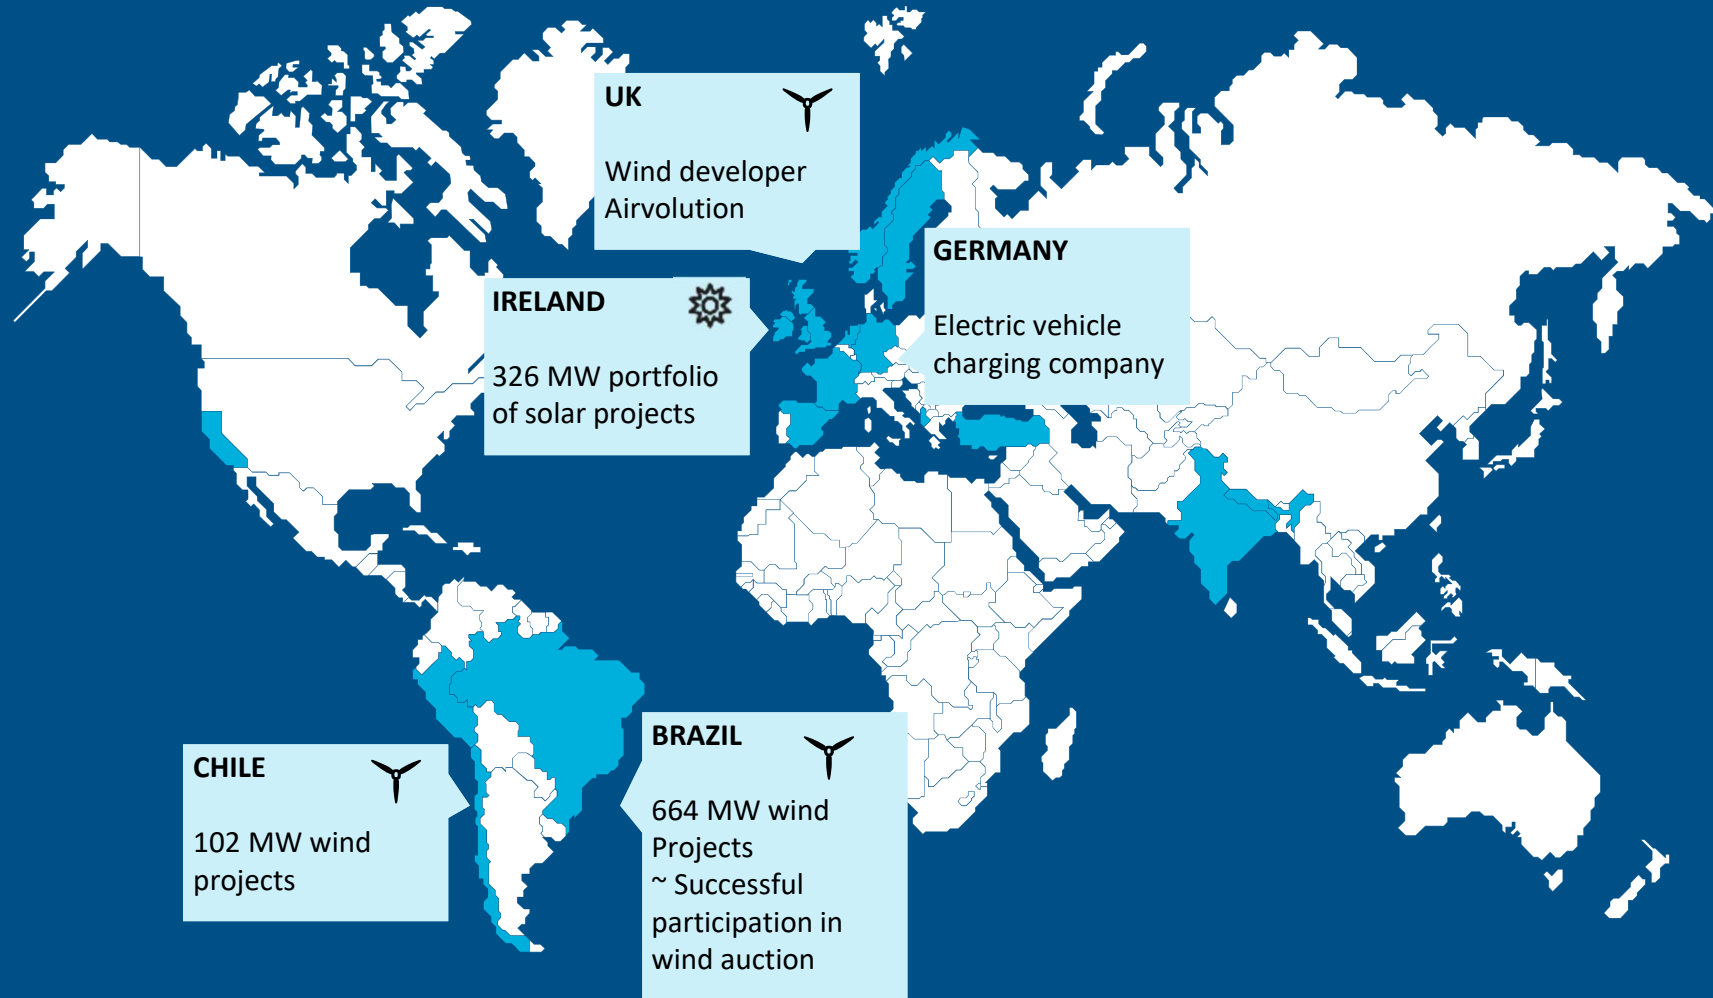 UK
Wind developer
Airvolution
GERMANY
Electric vehicle
charging company
IRELAND
326 MW portfolio
of solar projects
CHILE
102 MW wind
projects
BRAZIL
664 MW wind
Projects
~ Successful
participation in
wind auction